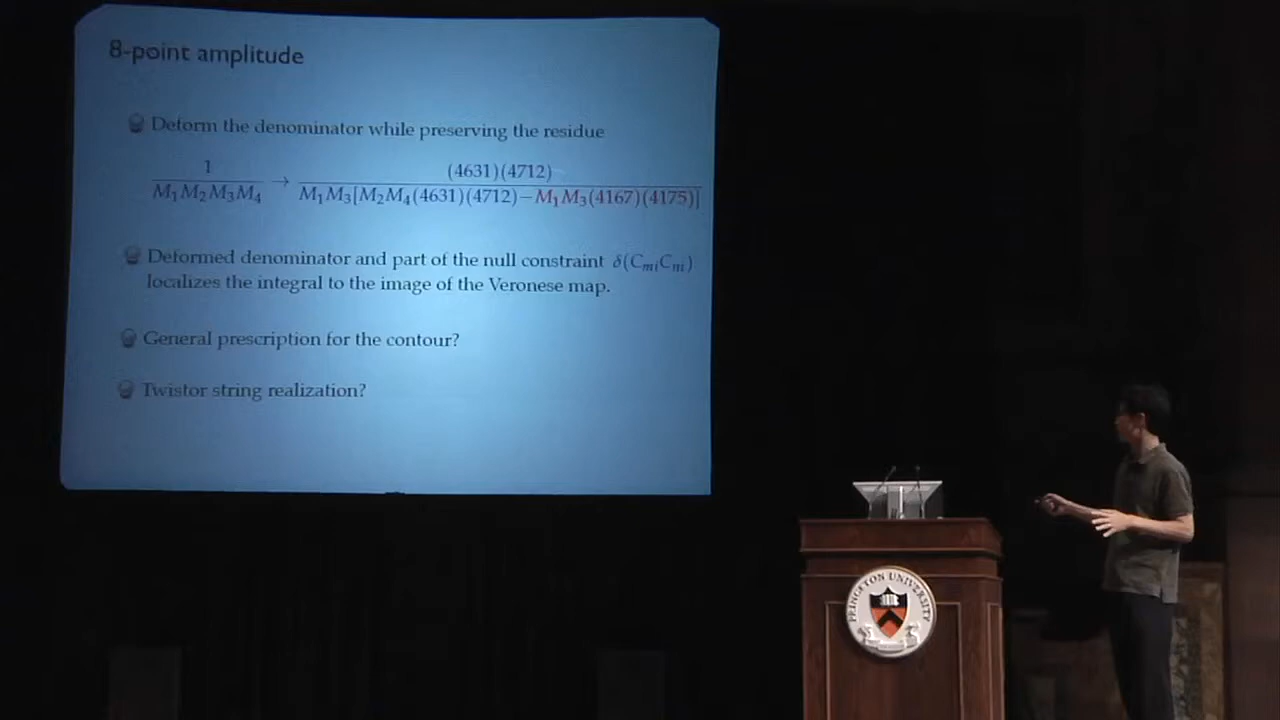 8-point amplitude
Deform the denominator while preserving the residue
1 / M₁M₂M₃M₄ → (4631)(4712) / M₁M₃[M₂M₄(4631)(4712)−M₁M₃(4167)(4175)]
Deformed denominator and part of the null constraint δ(CₘᵢCₙᵢ)
localizes the integral to the image of the Veronese map.
General prescription for the contour?
Twistor string realization?
PRINCETON UNIVERSITY